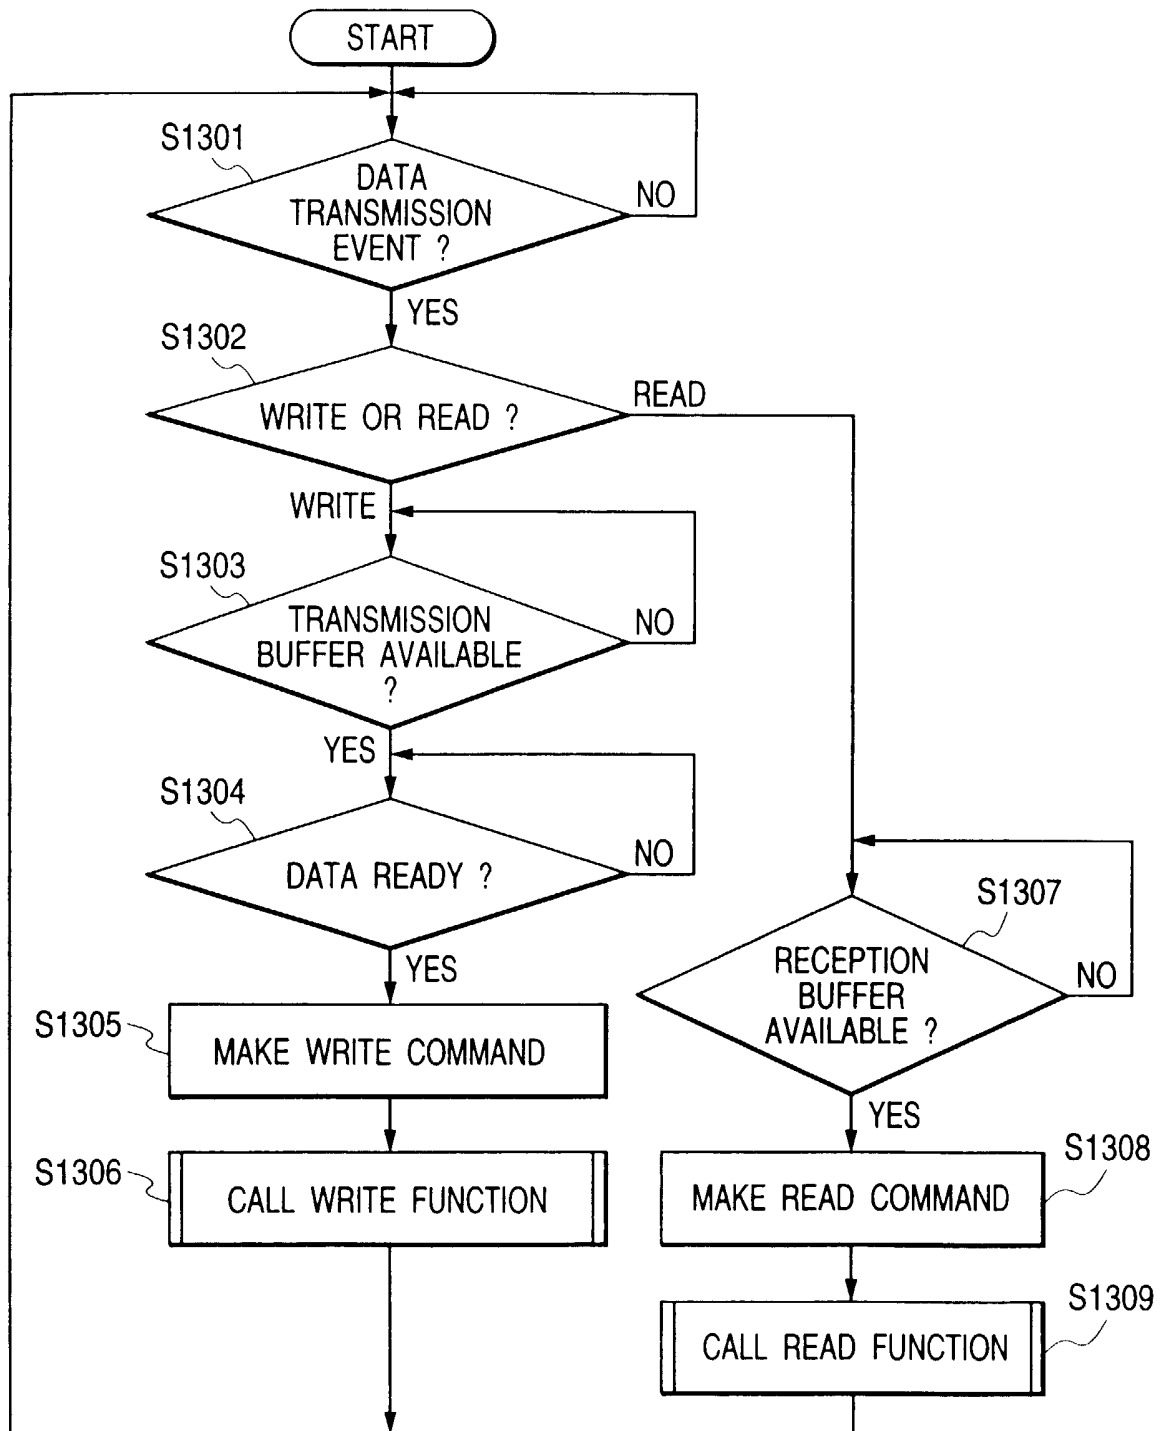 START
S1301
DATA
TRANSMISSION
EVENT ?
NO
YES
S1302
WRITE OR READ ?
READ
WRITE
S1303
TRANSMISSION
BUFFER AVAILABLE
?
NO
YES
S1304
DATA READY ?
NO
YES
S1305
MAKE WRITE COMMAND
S1306
CALL WRITE FUNCTION
S1307
RECEPTION
BUFFER
AVAILABLE ?
NO
YES
S1308
MAKE READ COMMAND
S1309
CALL READ FUNCTION